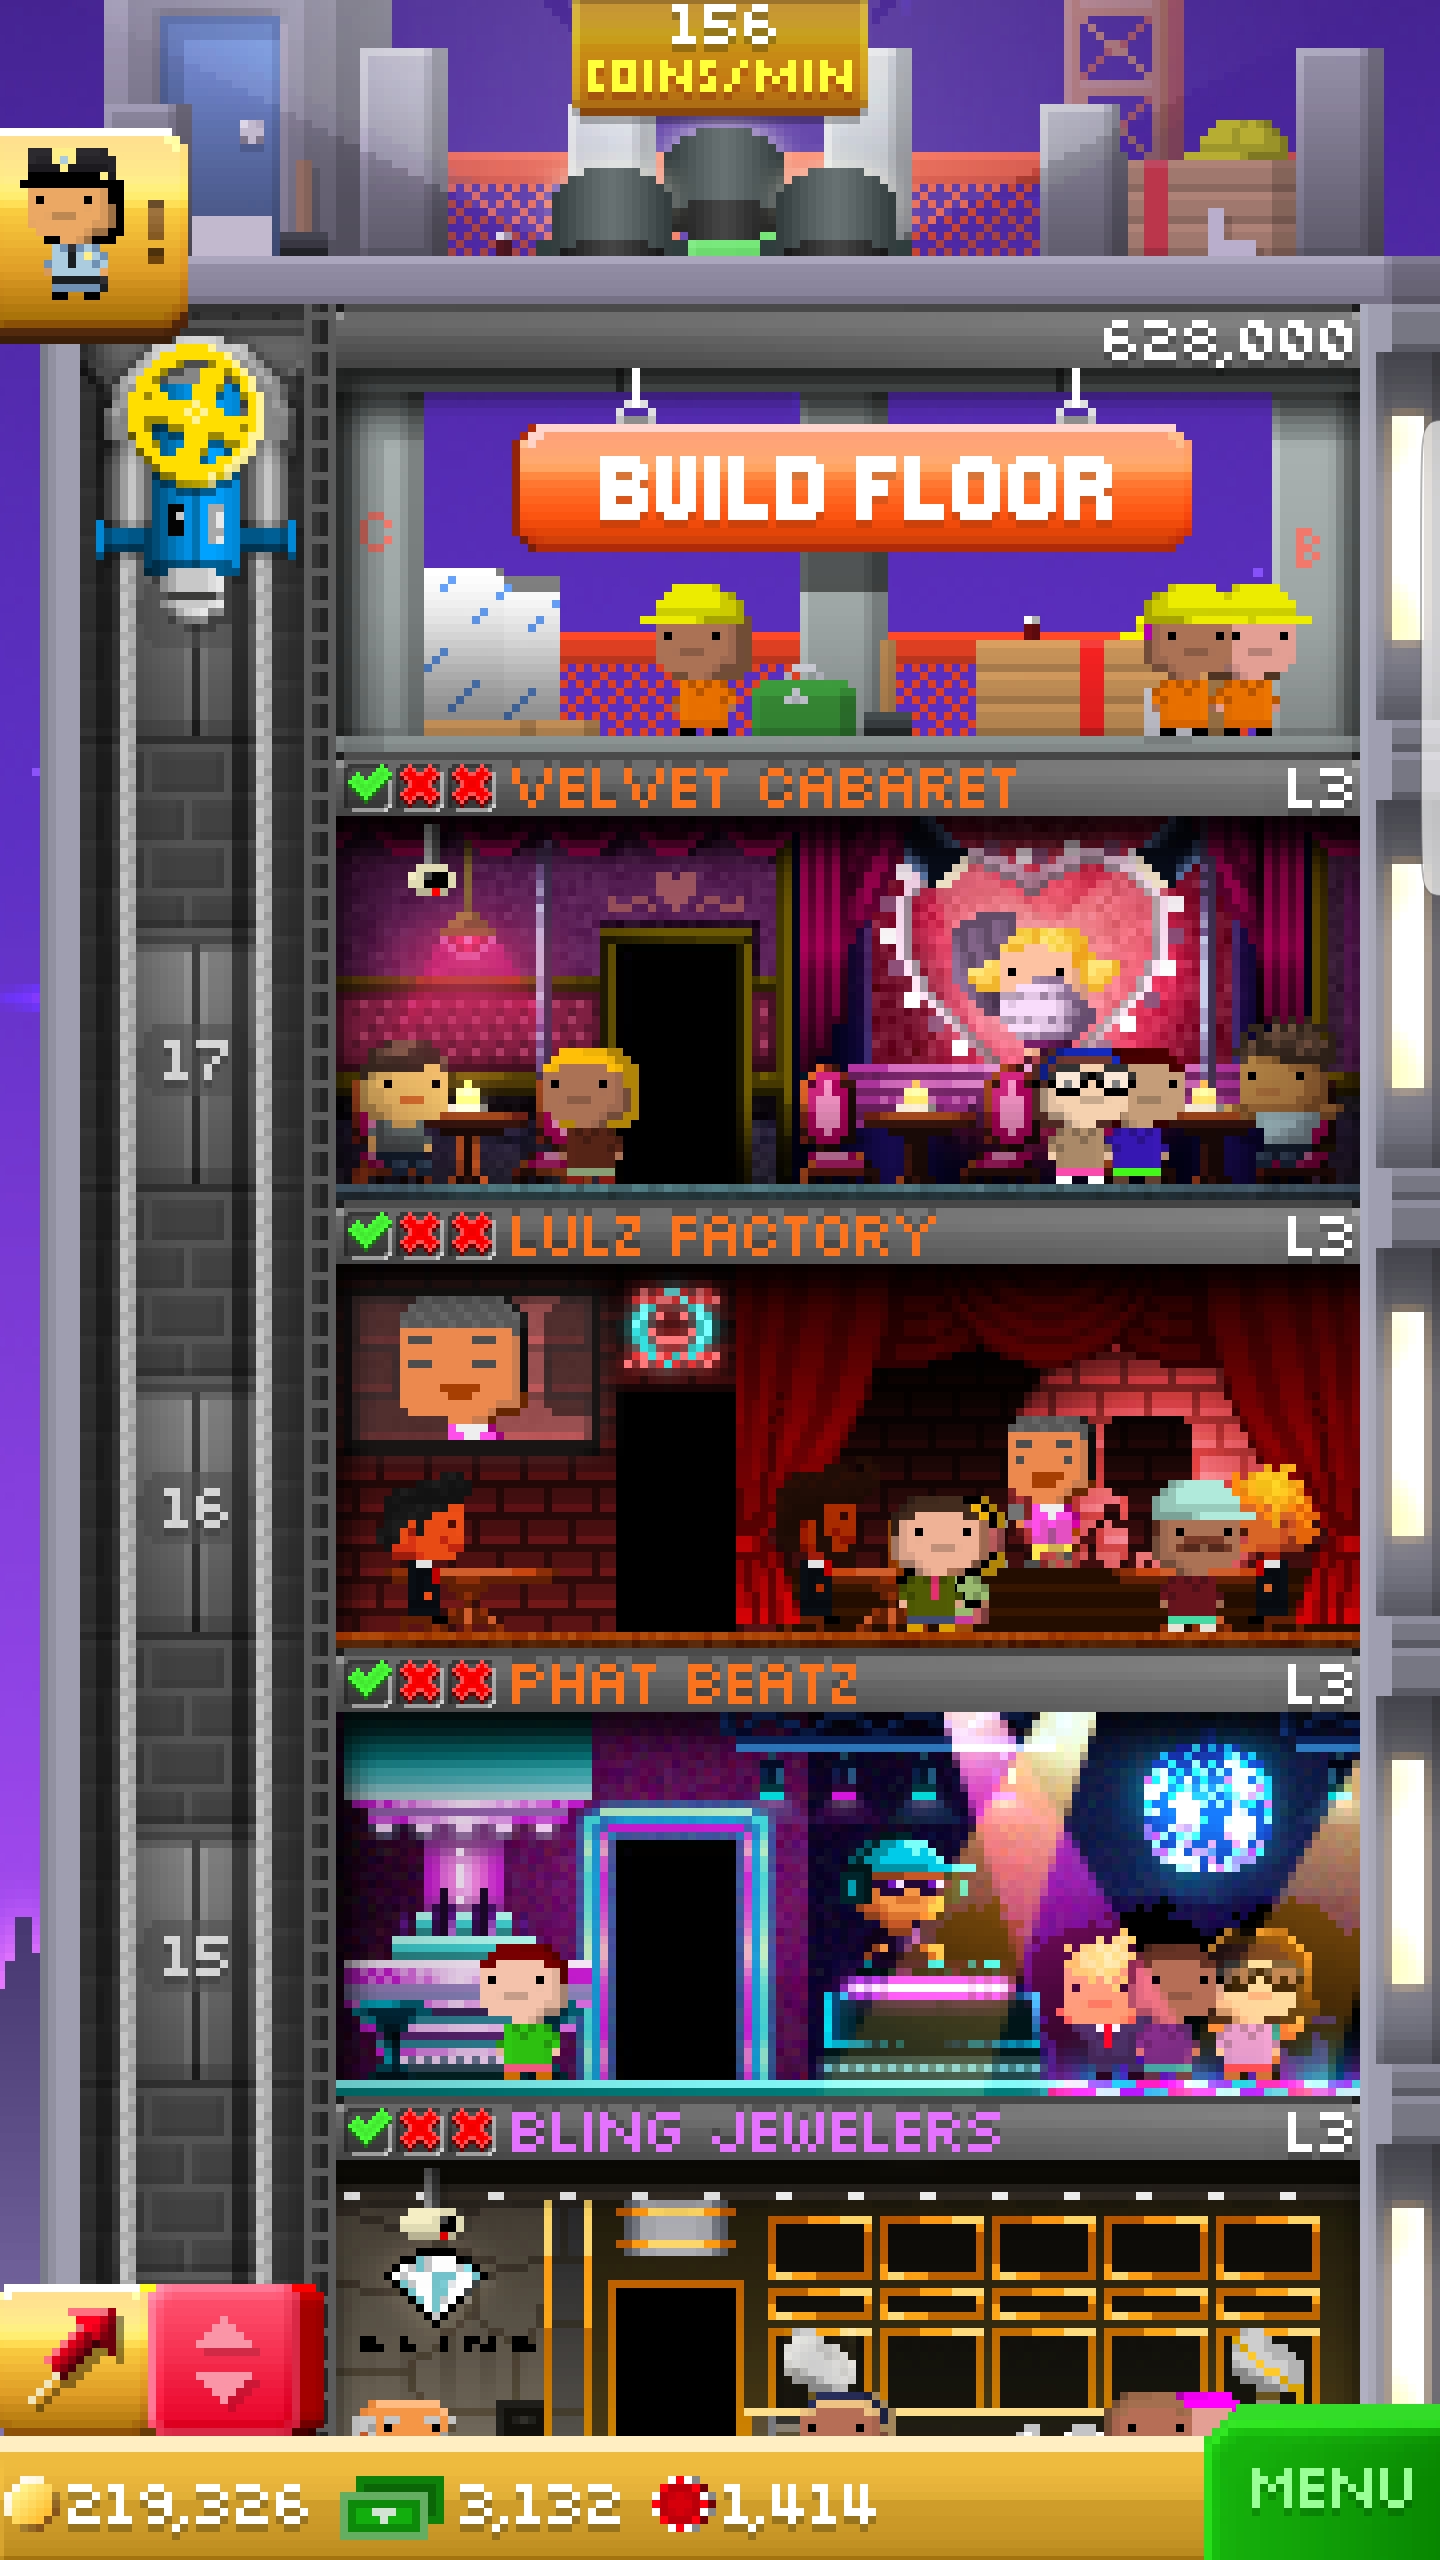 156
COINS/MIN
!
628,000
BUILD FLOOR
C
B
VELVET CABARET L3
17
LULZ FACTORY L3
16
PHAT BEATZ L3
15
BLING JEWELERS L3
BLING
219,326 3,132 1,414
MENU